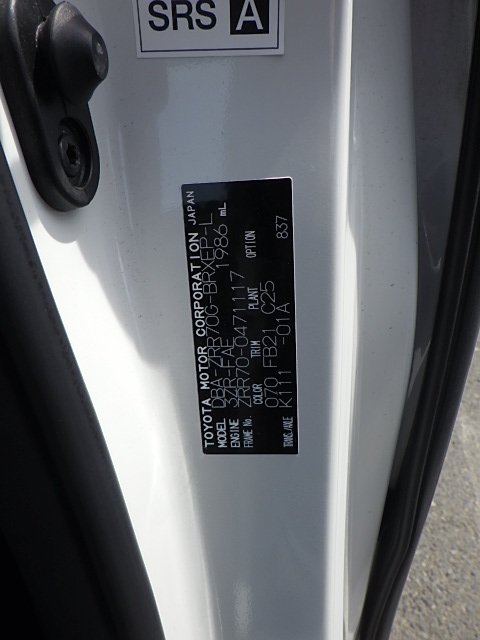 SRS A
TOYOTA MOTOR CORPORATION JAPAN
MODEL DBA-ZRR70G-BRXEP-L
ENGINE 3ZR-FAE 1986 mL
FRAME No. ZRR70-0471117
COLOR TRIM PLANT OPTION
070 FB21 C25 837
TRANS./AXLE K111 -01A